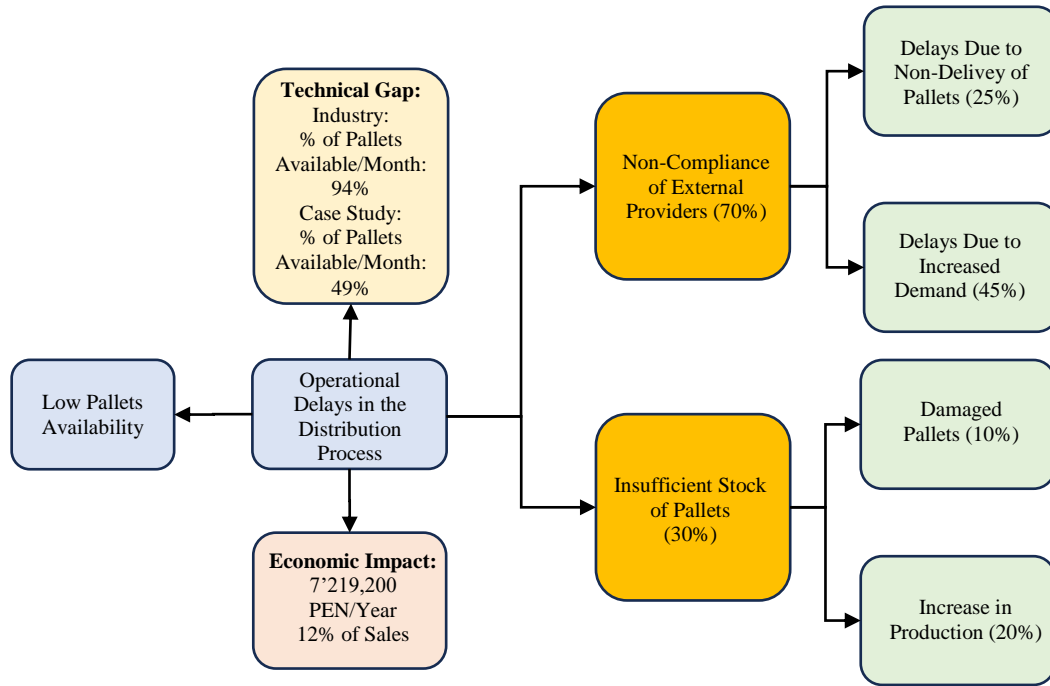 Low Pallets
Availability
Technical Gap:
Industry:
% of Pallets
Available/Month:
94%
Case Study:
% of Pallets
Available/Month:
49%
Operational
Delays in the
Distribution
Process
Economic Impact:
7’219,200
PEN/Year
12% of Sales
Non-Compliance
of External
Providers (70%)
Insufficient Stock
of Pallets
(30%)
Delays Due to
Non-Delivey of
Pallets (25%)
Delays Due to
Increased
Demand (45%)
Damaged
Pallets (10%)
Increase in
Production (20%)